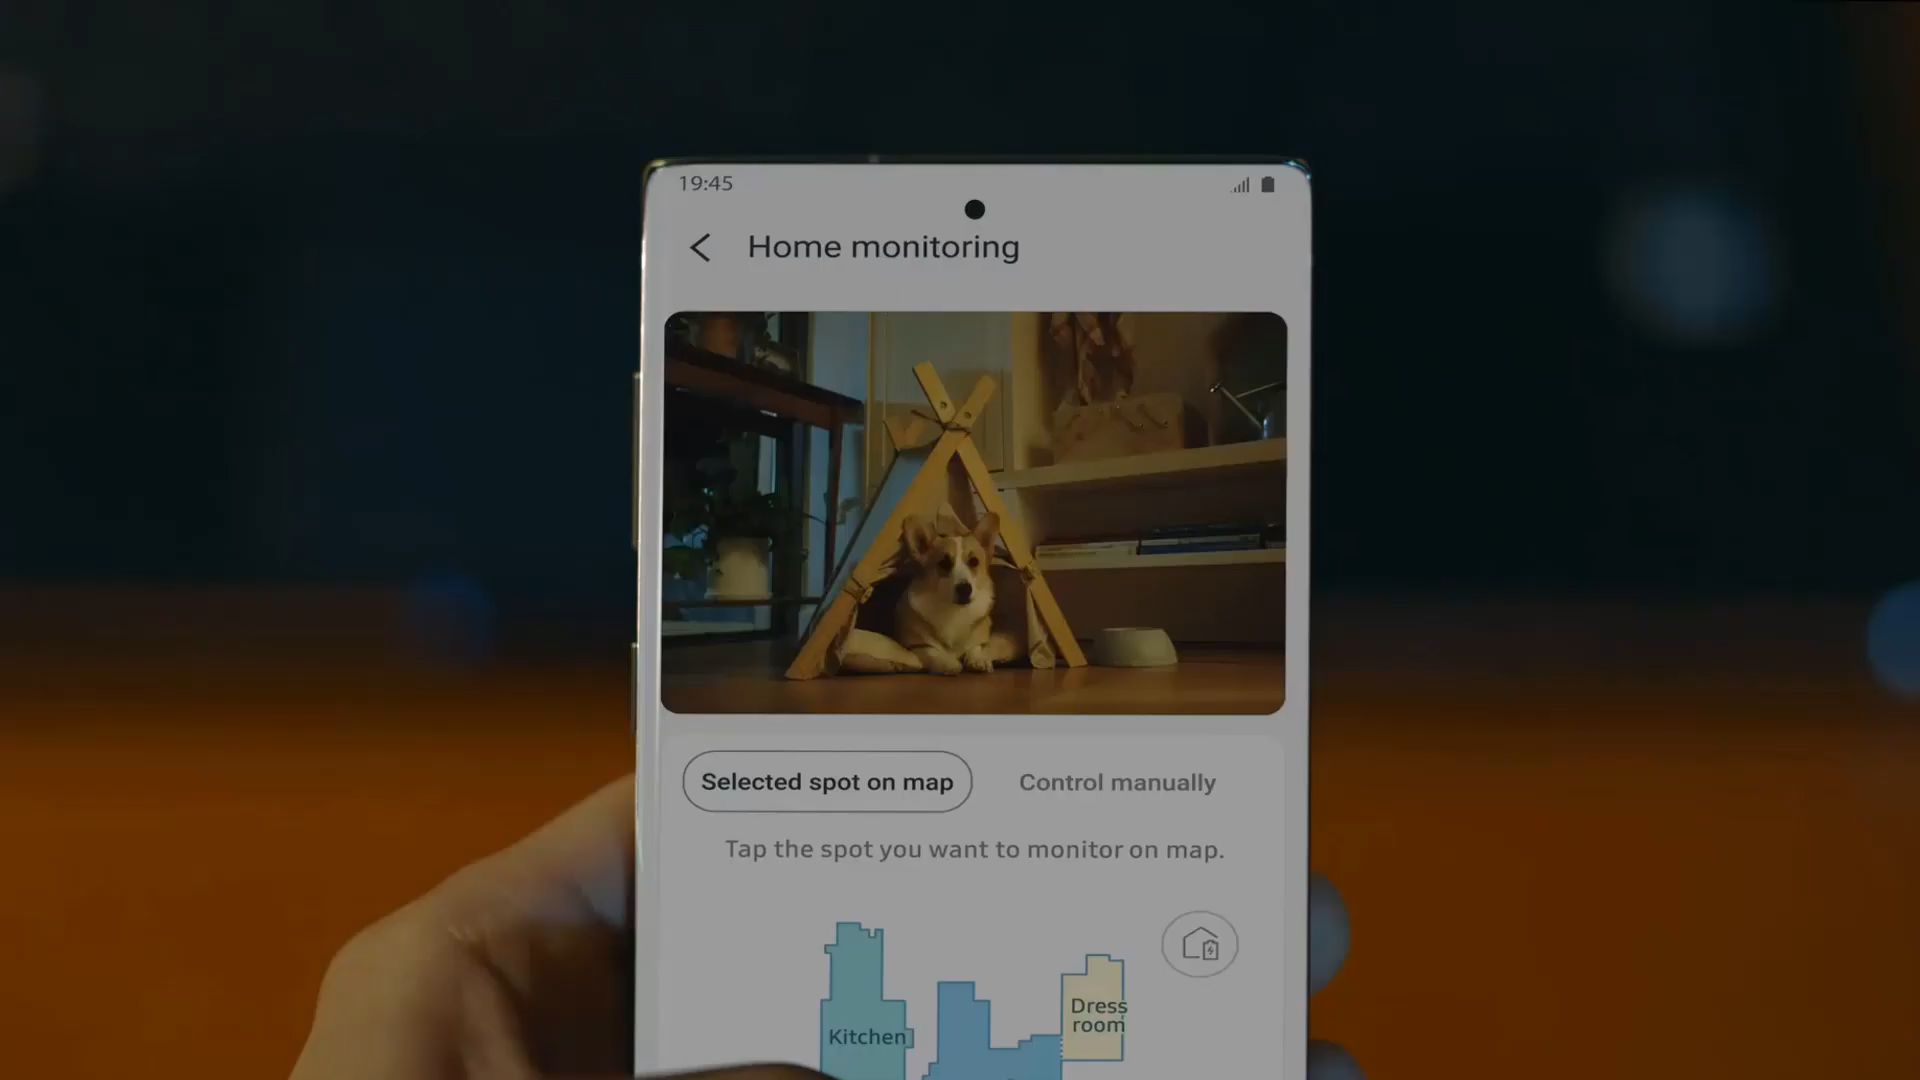 19:45
Home monitoring
Selected spot on map
Control manually
Tap the spot you want to monitor on map.
Dress
room
Kitchen